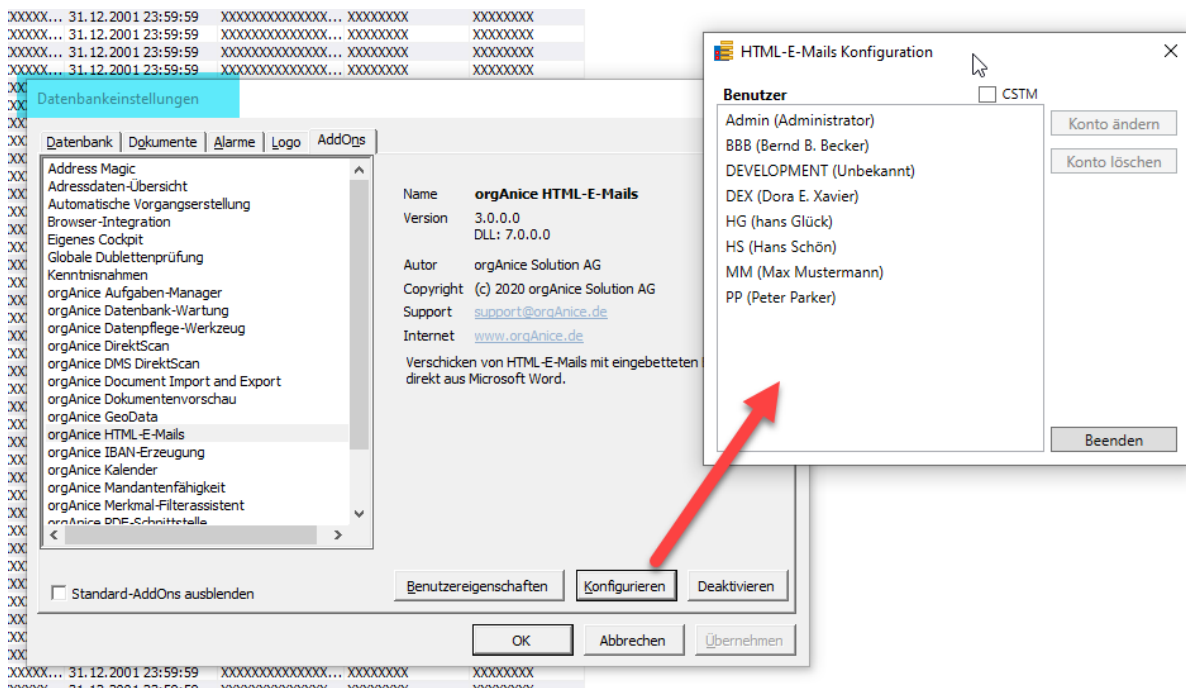 XXXXX... 31.12.2001 23:59:59 XXXXXXXXXXXXXX... XXXXXXXX XXXXXXXX
XXXXX... 31.12.2001 23:59:59 XXXXXXXXXXXXXX... XXXXXXXX XXXXXXXX
XXXXX... 31.12.2001 23:59:59 XXXXXXXXXXXXXX... XXXXXXXX XXXXXXXX
XXXXX... 31.12.2001 23:59:59 XXXXXXXXXXXXXX... XXXXXXXX XXXXXXXX
Datenbankeinstellungen
Datenbank Dokumente Alarme Logo AddOns
Address Magic
Adressdaten-Übersicht
Automatische Vorgangserstellung
Browser-Integration
Eigenes Cockpit
Globale Dublettenprüfung
Kenntnisnahmen
orgAnice Aufgaben-Manager
orgAnice Datenbank-Wartung
orgAnice Datenpflege-Werkzeug
orgAnice DirektScan
orgAnice DMS DirektScan
orgAnice Document Import and Export
orgAnice Dokumentenvorschau
orgAnice GeoData
orgAnice HTML-E-Mails
orgAnice IBAN-Erzeugung
orgAnice Kalender
orgAnice Mandantenfähigkeit
orgAnice Merkmal-Filterassistent
orgAnice PDF-Schnittstelle
Standard-AddOns ausblenden
Name orgAnice HTML-E-Mails
Version 3.0.0.0
DLL: 7.0.0.0
Autor orgAnice Solution AG
Copyright (c) 2020 orgAnice Solution AG
Support support@orgAnice.de
Internet www.orgAnice.de
Verschicken von HTML-E-Mails mit eingebetteten
direkt aus Microsoft Word.
Benutzereigenschaften Konfigurieren Deaktivieren
OK Abbrechen Übernehmen
HTML-E-Mails Konfiguration
Benutzer CSTM
Admin (Administrator)
BBB (Bernd B. Becker)
DEVELOPMENT (Unbekannt)
DEX (Dora E. Xavier)
HG (hans Glück)
HS (Hans Schön)
MM (Max Mustermann)
PP (Peter Parker)
Konto ändern
Konto löschen
Beenden
XXXXX... 31.12.2001 23:59:59 XXXXXXXXXXXXXX... XXXXXXXX XXXXXXXX